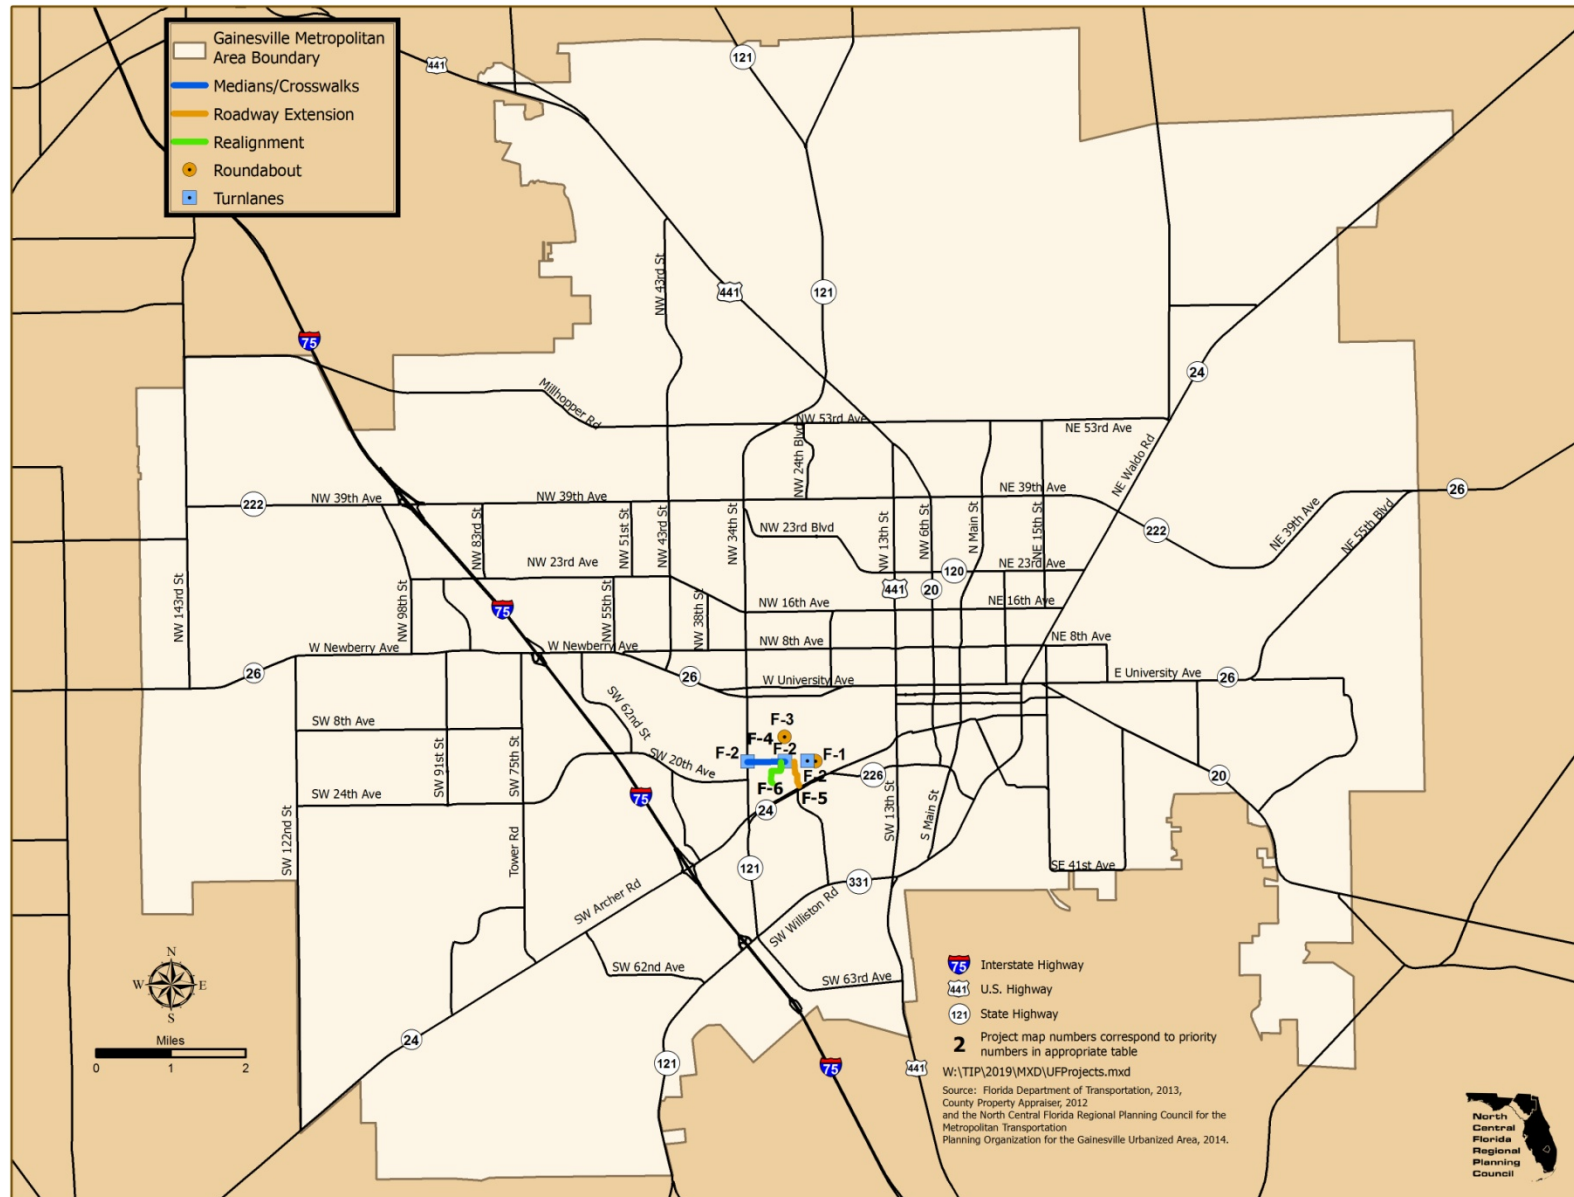 Gainesville Metropolitan
Area Boundary
Medians/Crosswalks
Roadway Extension
Realignment
Roundabout
Turnlanes
441
121
441
121
75
NW 43rd St
24
Millhopper Rd
NW 53rd Ave
NE 53rd Ave
NW 24th Blvd
NE Waldo Rd
222
NW 39th Ave
NW 39th Ave
NE 39th Ave
222
NE 39th Ave
26
NE 55th Blvd
NW 83rd St
NW 51st St
NW 43rd St
NW 34th St
NW 23rd Blvd
NW 13th St
NW 6th St
N Main St
NE 15th St
NW 143rd St
NW 98th St
NW 23rd Ave
120
NE 23rd Ave
75
NW 55th St
NW 38th St
441
20
NW 16th Ave
NE 16th Ave
W Newberry Ave
W Newberry Ave
NW 8th Ave
NE 8th Ave
26
26
W University Ave
E University Ave
26
SW 62nd St
SW 8th Ave
F-3
F-4
F-2
F-2
F-1
F-2
SW 91st St
SW 75th St
SW 20th Ave
226
20
F-6
F-5
SW 24th Ave
75
24
SW 122nd St
Tower Rd
SW 13th St
S Main St
121
SE 41st Ave
331
SW Archer Rd
SW Williston Rd
SW 62nd Ave
SW 63rd Ave
24
121
75
441
N
W E
S
Miles
0 1 2
75 Interstate Highway
441 U.S. Highway
121 State Highway
2 Project map numbers correspond to priority
numbers in appropriate table
W:\TIP\2019\MXD\UFProjects.mxd
Source: Florida Department of Transportation, 2013,
County Property Appraiser, 2012
and the North Central Florida Regional Planning Council for the
Metropolitan Transportation
Planning Organization for the Gainesville Urbanized Area, 2014.
North
Central
Florida
Regional
Planning
Council